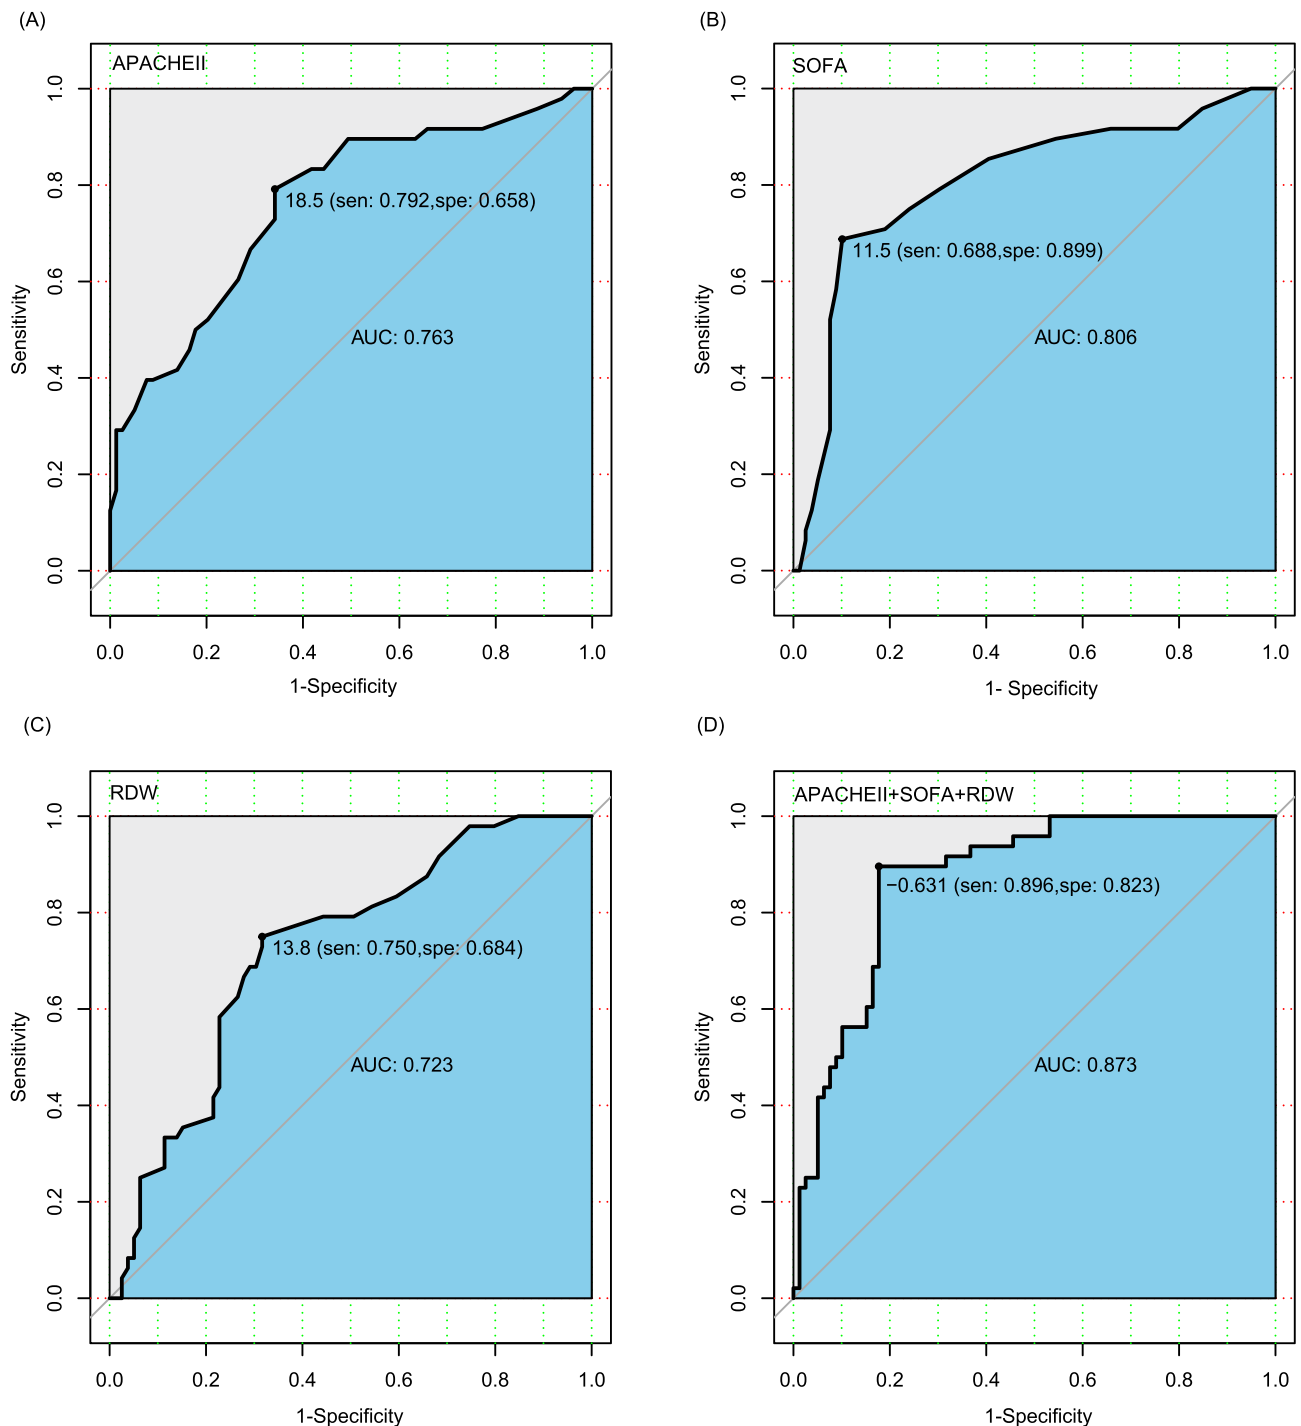 (A)
APACHEII
1.0
0.8
0.6
0.4
0.2
0.0
Sensitivity
18.5 (sen: 0.792,spe: 0.658)
AUC: 0.763
0.0 0.2 0.4 0.6 0.8 1.0
1-Specificity
(B)
SOFA
1.0
0.8
0.6
0.4
0.2
0.0
Sensitivity
11.5 (sen: 0.688,spe: 0.899)
AUC: 0.806
0.0 0.2 0.4 0.6 0.8 1.0
1- Specificity
(C)
RDW
1.0
0.8
0.6
0.4
0.2
0.0
Sensitivity
13.8 (sen: 0.750,spe: 0.684)
AUC: 0.723
0.0 0.2 0.4 0.6 0.8 1.0
1-Specificity
(D)
APACHEII+SOFA+RDW
1.0
0.8
0.6
0.4
0.2
0.0
Sensitivity
−0.631 (sen: 0.896,spe: 0.823)
AUC: 0.873
0.0 0.2 0.4 0.6 0.8 1.0
1-Specificity